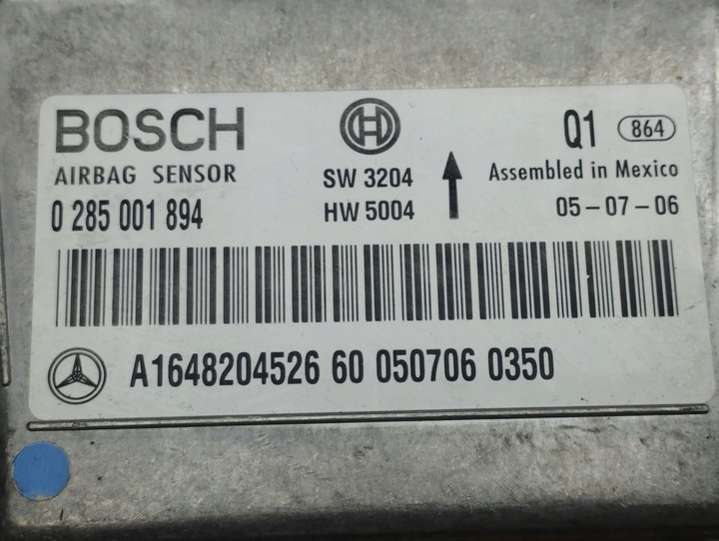 BOSCH
Q1 864
AIRBAG SENSOR
SW 3204
Assembled in Mexico
0 285 001 894
HW 5004
05-07-06
A1648204526 60 050706 0350